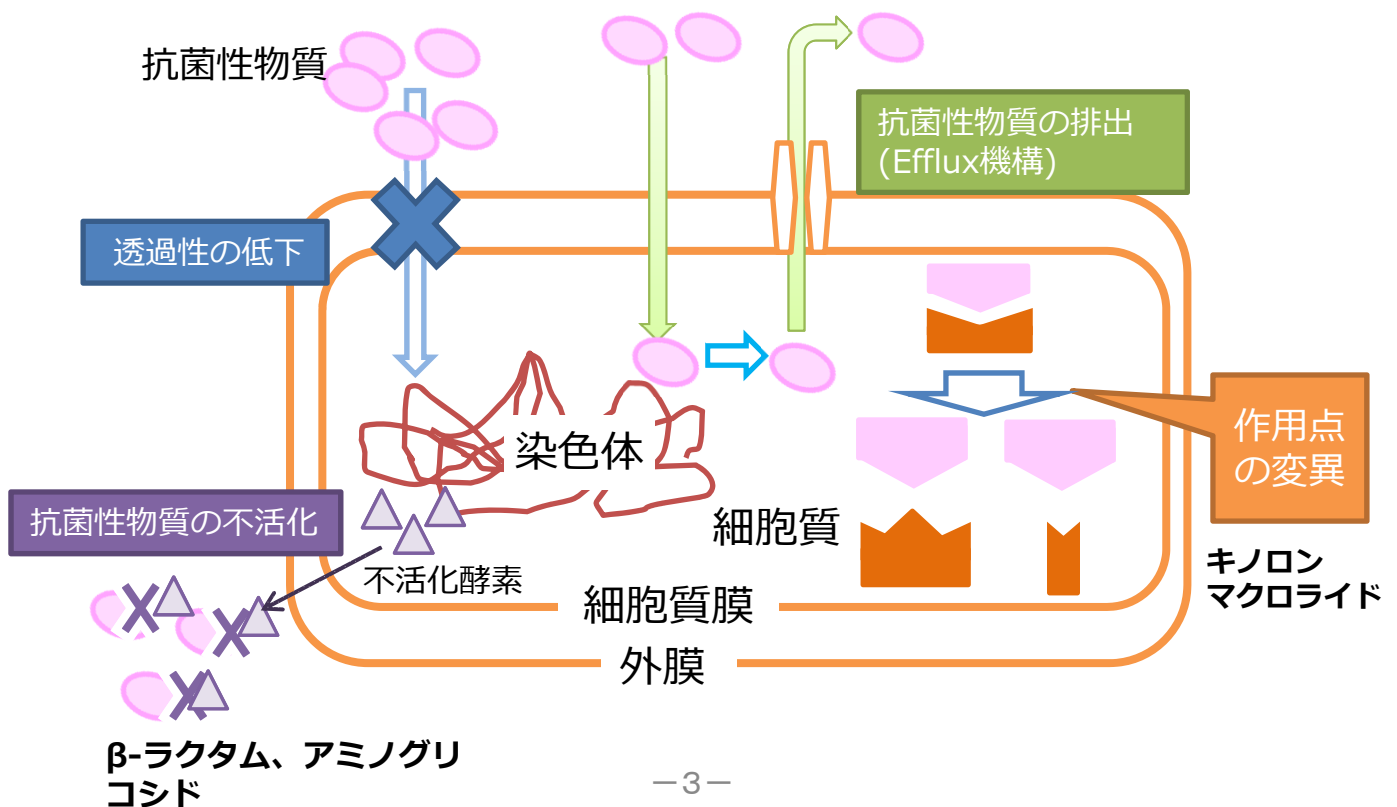 抗菌性物質
抗菌性物質の排出
(Efflux機構)
透過性の低下
染色体
作用点
の変異
抗菌性物質の不活化
細胞質
不活化酵素
キノロン
マクロライド
細胞質膜
外膜
β-ラクタム、アミノグリ
コシド
－3－